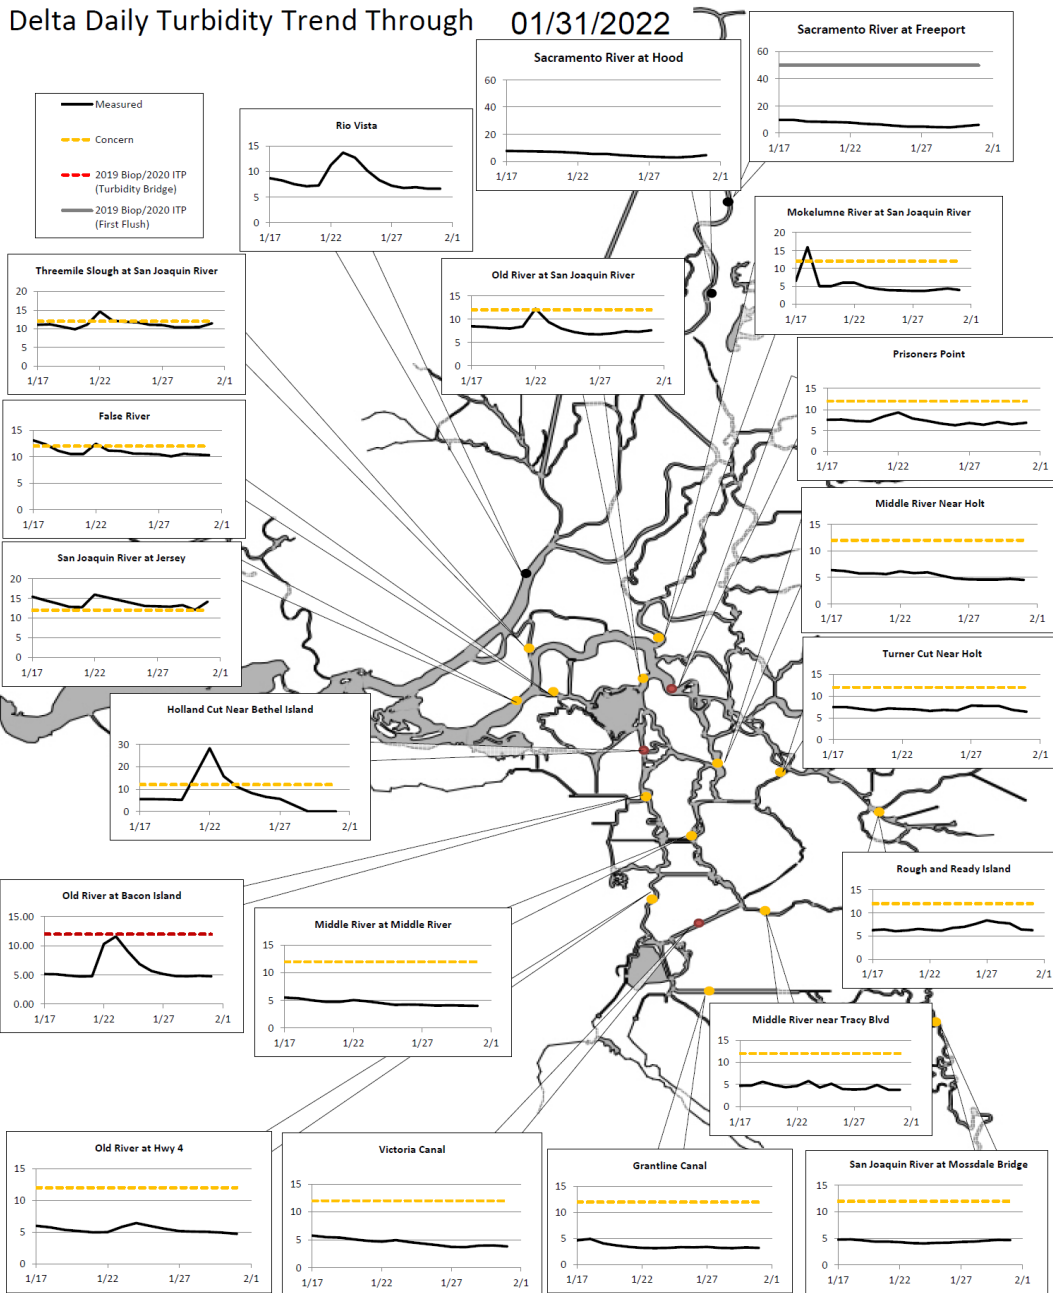 Delta Daily Turbidity Trend Through 01/31/2022
Measured
Concern
2019 Biop/2020 ITP
(Turbidity Bridge)
2019 Biop/2020 ITP
(First Flush)
Rio Vista
15
10
5
0
1/17 1/22 1/27 2/1
Sacramento River at Hood
60
40
20
0
1/17 1/22 1/27 2/1
Sacramento River at Freeport
60
40
20
0
1/17 1/22 1/27 2/1
Mokelumne River at San Joaquin River
20
15
10
5
0
1/17 1/22 1/27 2/1
Threemile Slough at San Joaquin River
20
15
10
5
0
1/17 1/22 1/27 2/1
Old River at San Joaquin River
15
10
5
0
1/17 1/22 1/27 2/1
Prisoners Point
15
10
5
0
1/17 1/22 1/27 2/1
False River
15
10
5
0
1/17 1/22 1/27 2/1
Middle River Near Holt
15
10
5
0
1/17 1/22 1/27 2/1
San Joaquin River at Jersey
20
15
10
5
0
1/17 1/22 1/27 2/1
Turner Cut Near Holt
15
10
5
0
1/17 1/22 1/27 2/1
Holland Cut Near Bethel Island
30
20
10
0
1/17 1/22 1/27 2/1
Rough and Ready Island
15
10
5
0
1/17 1/22 1/27 2/1
Old River at Bacon Island
15.00
10.00
5.00
0.00
1/17 1/22 1/27 2/1
Middle River at Middle River
15
10
5
0
1/17 1/22 1/27 2/1
Middle River near Tracy Blvd
15
10
5
0
1/17 1/22 1/27 2/1
Old River at Hwy 4
15
10
5
0
1/17 1/22 1/27 2/1
Victoria Canal
15
10
5
0
1/17 1/22 1/27 2/1
Grantline Canal
15
10
5
0
1/17 1/22 1/27 2/1
San Joaquin River at Mossdale Bridge
15
10
5
0
1/17 1/22 1/27 2/1